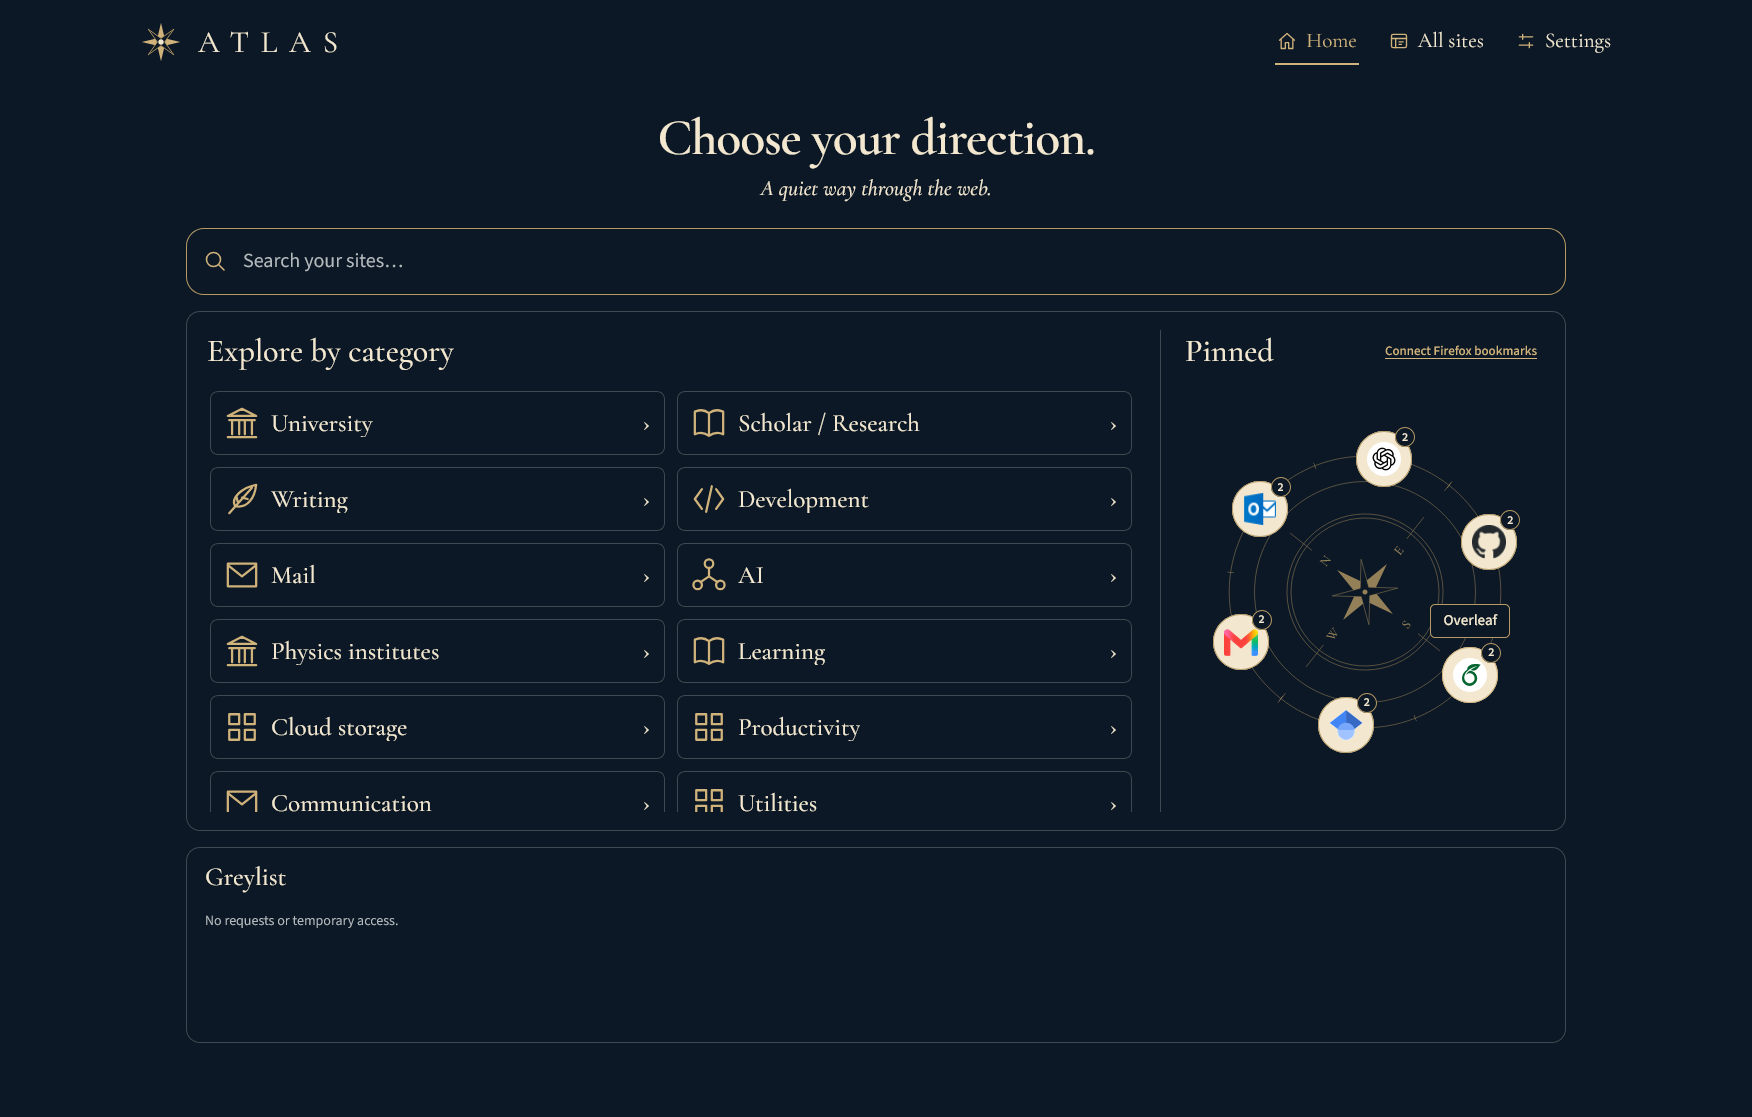 ATLAS
Home
All sites
Settings
Choose your direction.
A quiet way through the web.
Search your sites...
Explore by category
University
Scholar / Research
Writing
Development
Mail
AI
Physics institutes
Learning
Cloud storage
Productivity
Communication
Utilities
Pinned
Connect Firefox bookmarks
2
2
2
N
E
W
S
Overleaf
2
2
2
Greylist
No requests or temporary access.